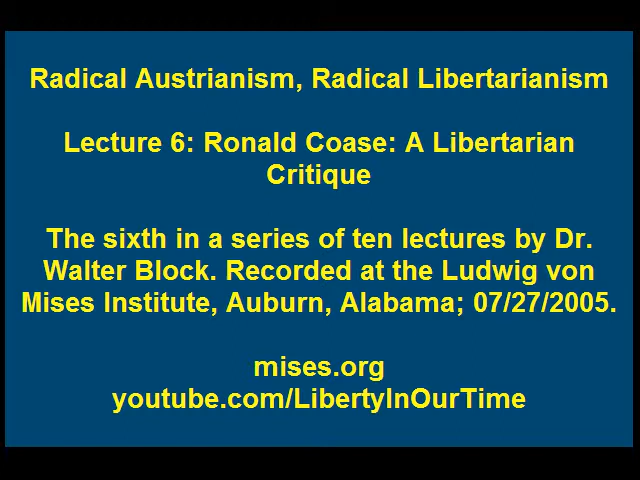 Radical Austrianism, Radical Libertarianism
Lecture 6: Ronald Coase: A Libertarian
Critique
The sixth in a series of ten lectures by Dr.
Walter Block. Recorded at the Ludwig von
Mises Institute, Auburn, Alabama; 07/27/2005.
mises.org
youtube.com/LibertyInOurTime